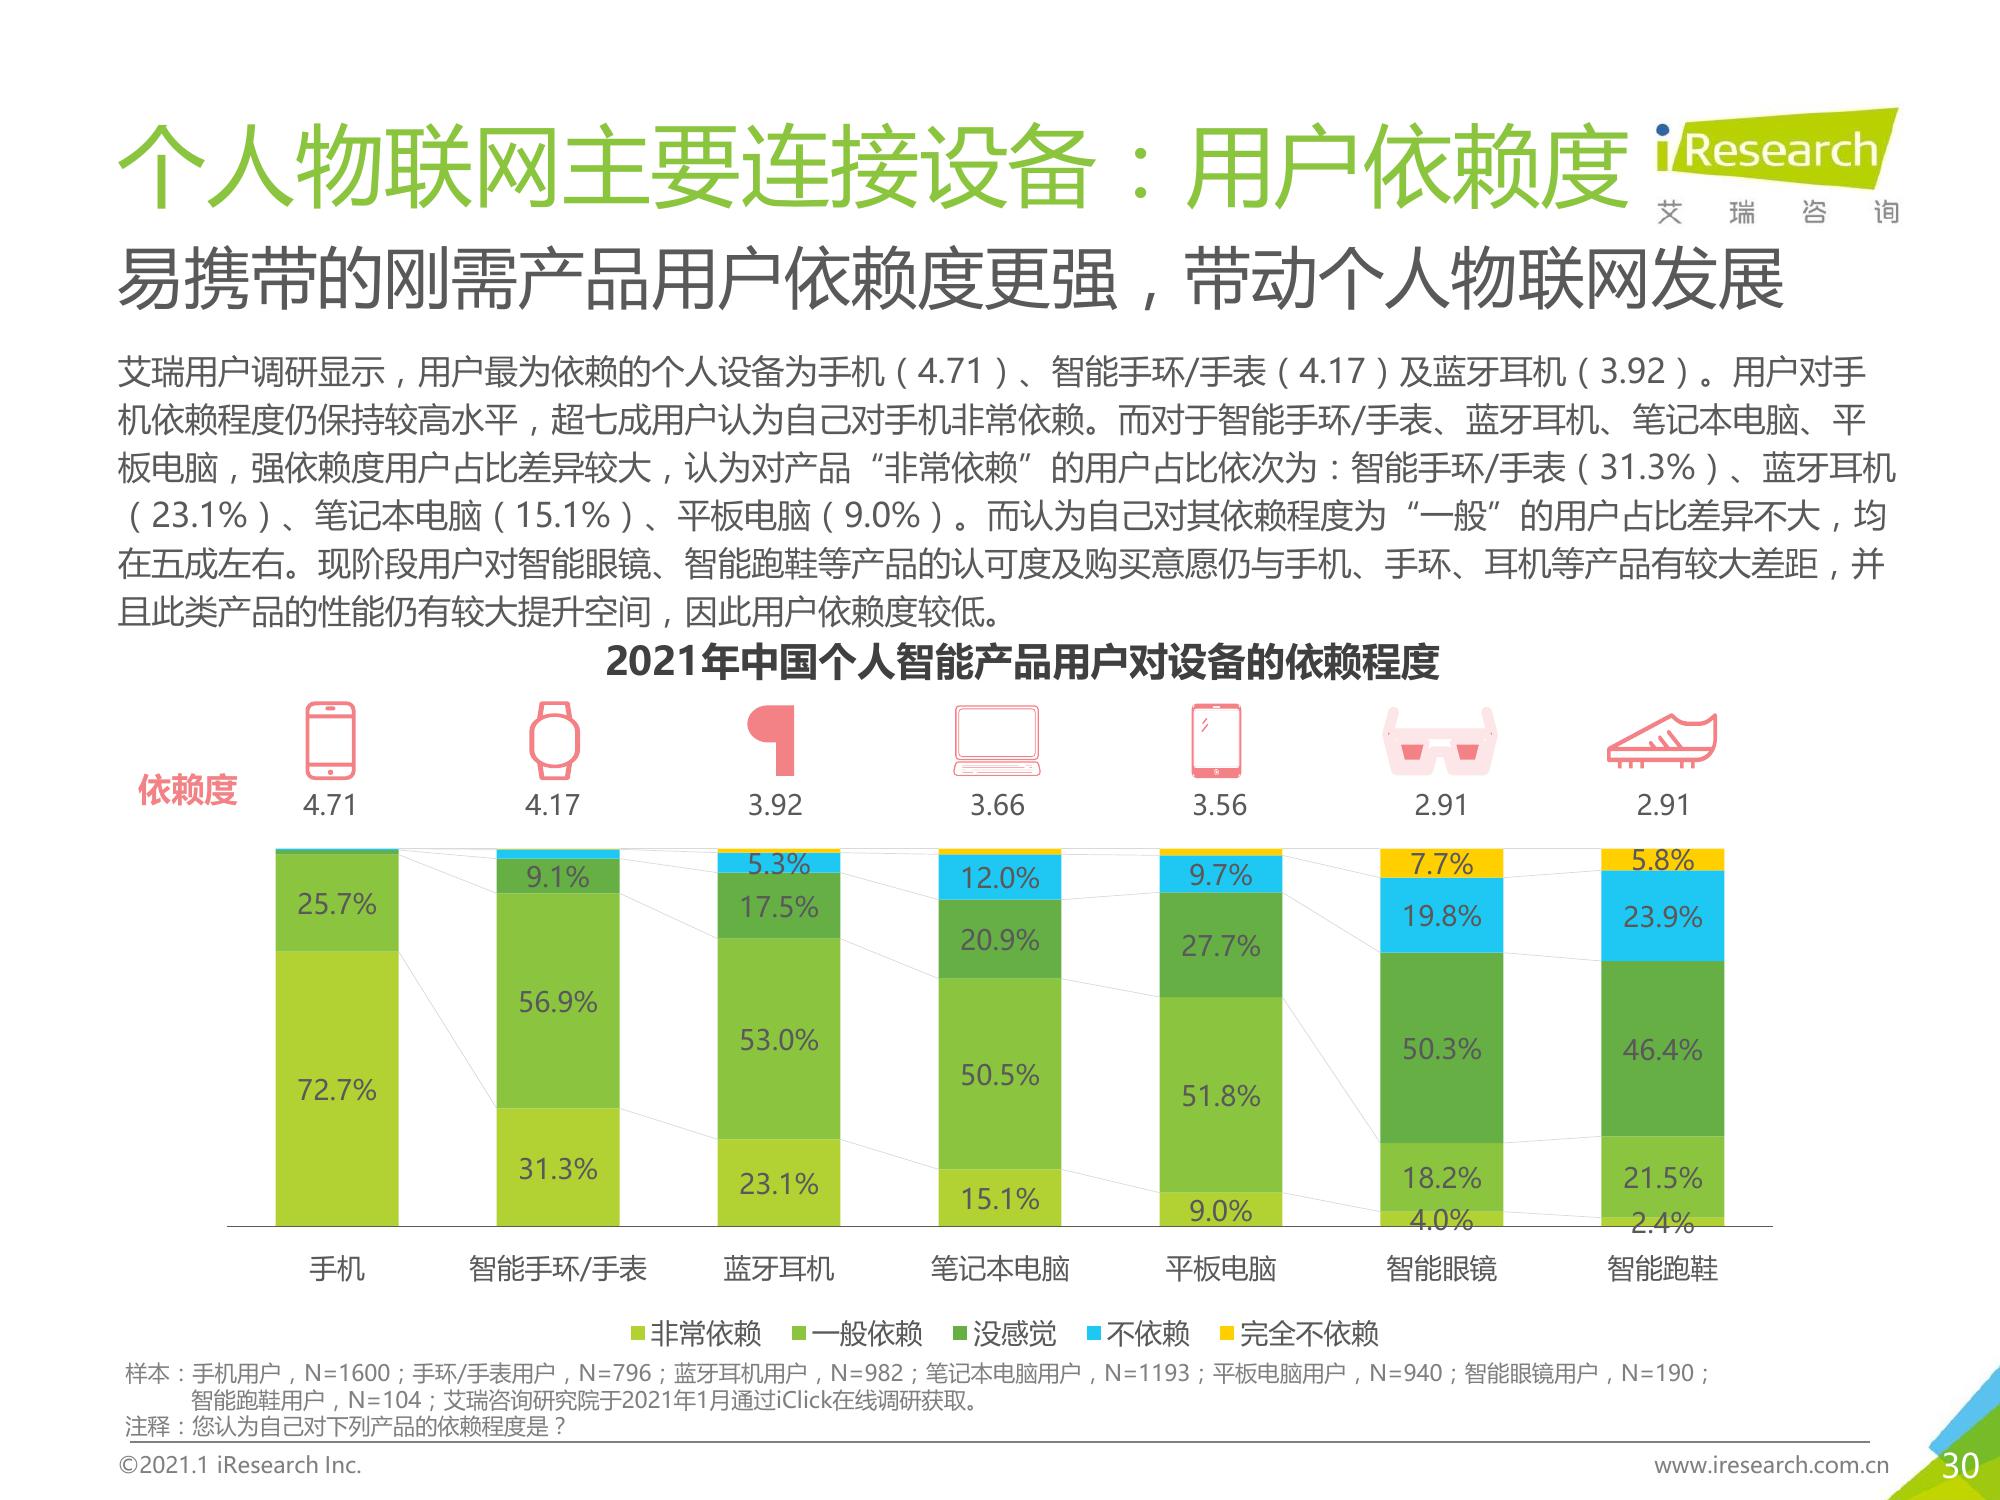 个人物联网主要连接设备：用户依赖度
iResearch
艾瑞咨询
易携带的刚需产品用户依赖度更强，带动个人物联网发展
艾瑞用户调研显示，用户最为依赖的个人设备为手机（4.71）、智能手环/手表（4.17）及蓝牙耳机（3.92）。用户对手
机依赖程度仍保持较高水平，超七成用户认为自己对手机非常依赖。而对于智能手环/手表、蓝牙耳机、笔记本电脑、平
板电脑，强依赖度用户占比差异较大，认为对产品“非常依赖”的用户占比依次为：智能手环/手表（31.3%）、蓝牙耳机
（23.1%）、笔记本电脑（15.1%）、平板电脑（9.0%）。而认为自己对其依赖程度为“一般”的用户占比差异不大，均
在五成左右。现阶段用户对智能眼镜、智能跑鞋等产品的认可度及购买意愿仍与手机、手环、耳机等产品有较大差距，并
且此类产品的性能仍有较大提升空间，因此用户依赖度较低。
2021年中国个人智能产品用户对设备的依赖程度
依赖度
4.71 4.17 3.92 3.66 3.56 2.91 2.91
25.7% 72.7%
9.1% 56.9% 31.3%
5.3% 17.5% 53.0% 23.1%
12.0% 20.9% 50.5% 15.1%
9.7% 27.7% 51.8% 9.0%
7.7% 19.8% 50.3% 18.2% 4.0%
5.8% 23.9% 46.4% 21.5% 2.4%
手机 智能手环/手表 蓝牙耳机 笔记本电脑 平板电脑 智能眼镜 智能跑鞋
非常依赖 一般依赖 没感觉 不依赖 完全不依赖
样本：手机用户，N=1600；手环/手表用户，N=796；蓝牙耳机用户，N=982；笔记本电脑用户，N=1193；平板电脑用户，N=940；智能眼镜用户，N=190；
智能跑鞋用户，N=104；艾瑞咨询研究院于2021年1月通过iClick在线调研获取。
注释：您认为自己对下列产品的依赖程度是？
©2021.1 iResearch Inc.
www.iresearch.com.cn
30